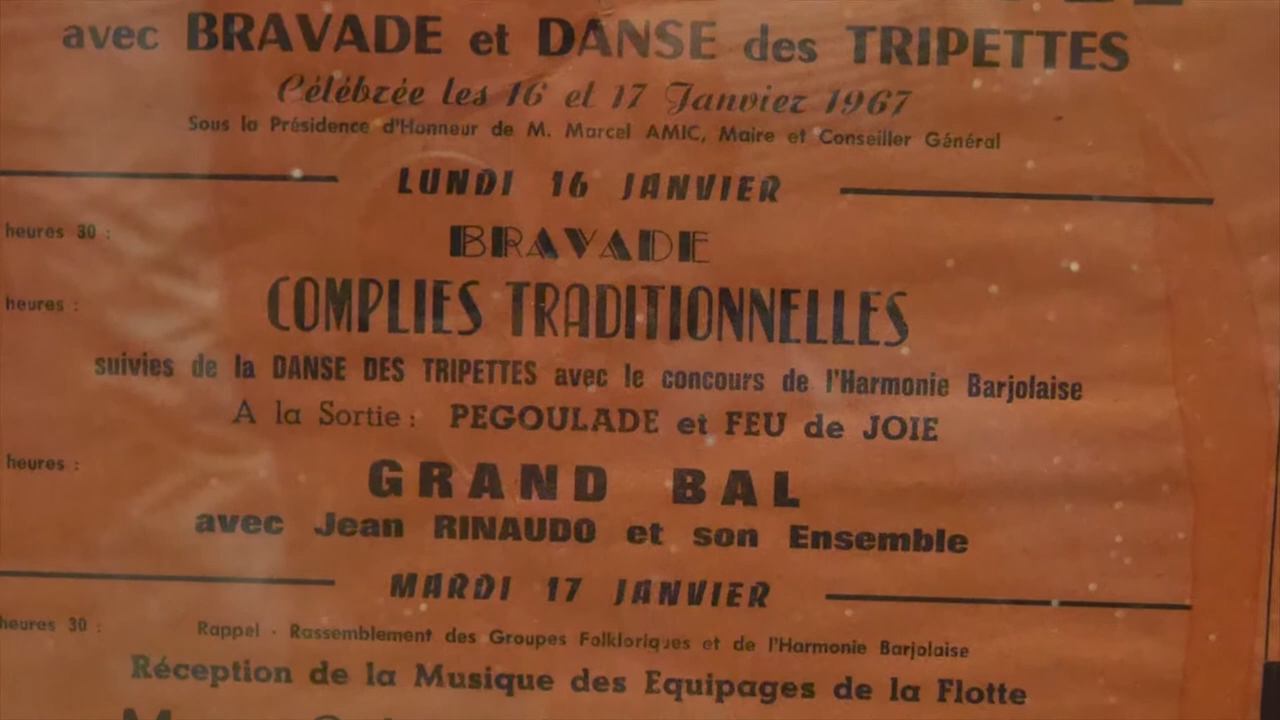 avec BRAVADE et DANSE des TRIPETTES
Célébrée les 16 et 17 Janvier 1967
Sous la Présidence d'Honneur de M. Marcel AMIC, Maire et Conseiller Général
LUNDI 16 JANVIER
heures 30 : BRAVADE
heures : COMPLIES TRADITIONNELLES
suivies de la DANSE DES TRIPETTES avec le concours de l'Harmonie Barjolaise
A la Sortie : PEGOULADE et FEU de JOIE
heures : GRAND BAL
avec Jean RINAUDO et son Ensemble
MARDI 17 JANVIER
heures 30 : Rappel - Rassemblement des Groupes Folkloriques et de l'Harmonie Barjolaise
Réception de la Musique des Equipages de la Flotte